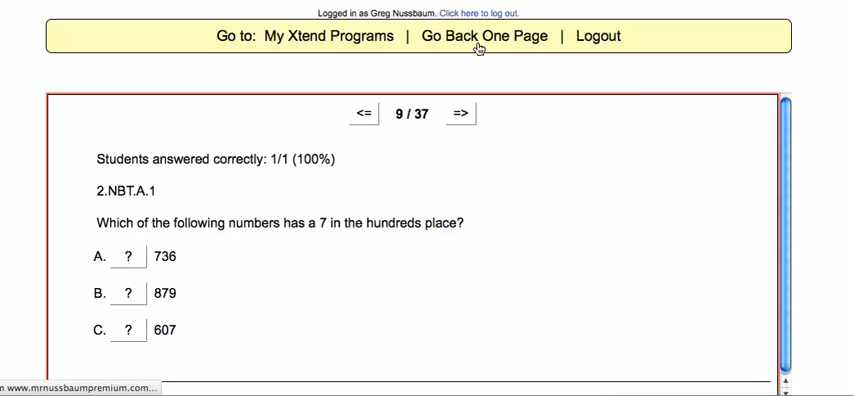 Logged in as Greg Nussbaum. Click here to log out.
Go to: My Xtend Programs | Go Back One Page | Logout
<= 9 / 37 =>
Students answered correctly: 1/1 (100%)
2.NBT.A.1
Which of the following numbers has a 7 in the hundreds place?
A. ? 736
B. ? 879
C. ? 607
www.mrnussbaumpremium.com...